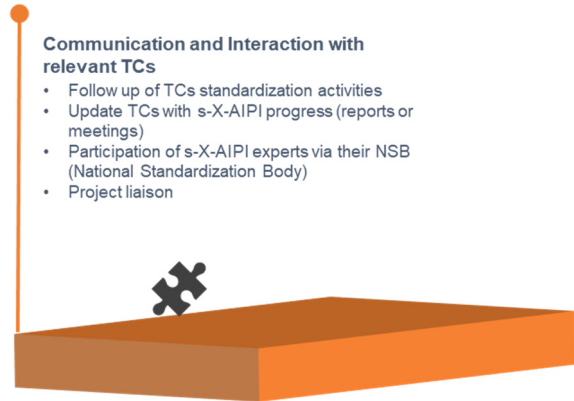 Communication and Interaction with
relevant TCs
• Follow up of TCs standardization activities
• Update TCs with s-X-AIPI progress (reports or
meetings)
• Participation of s-X-AIPI experts via their NSB
(National Standardization Body)
• Project liaison